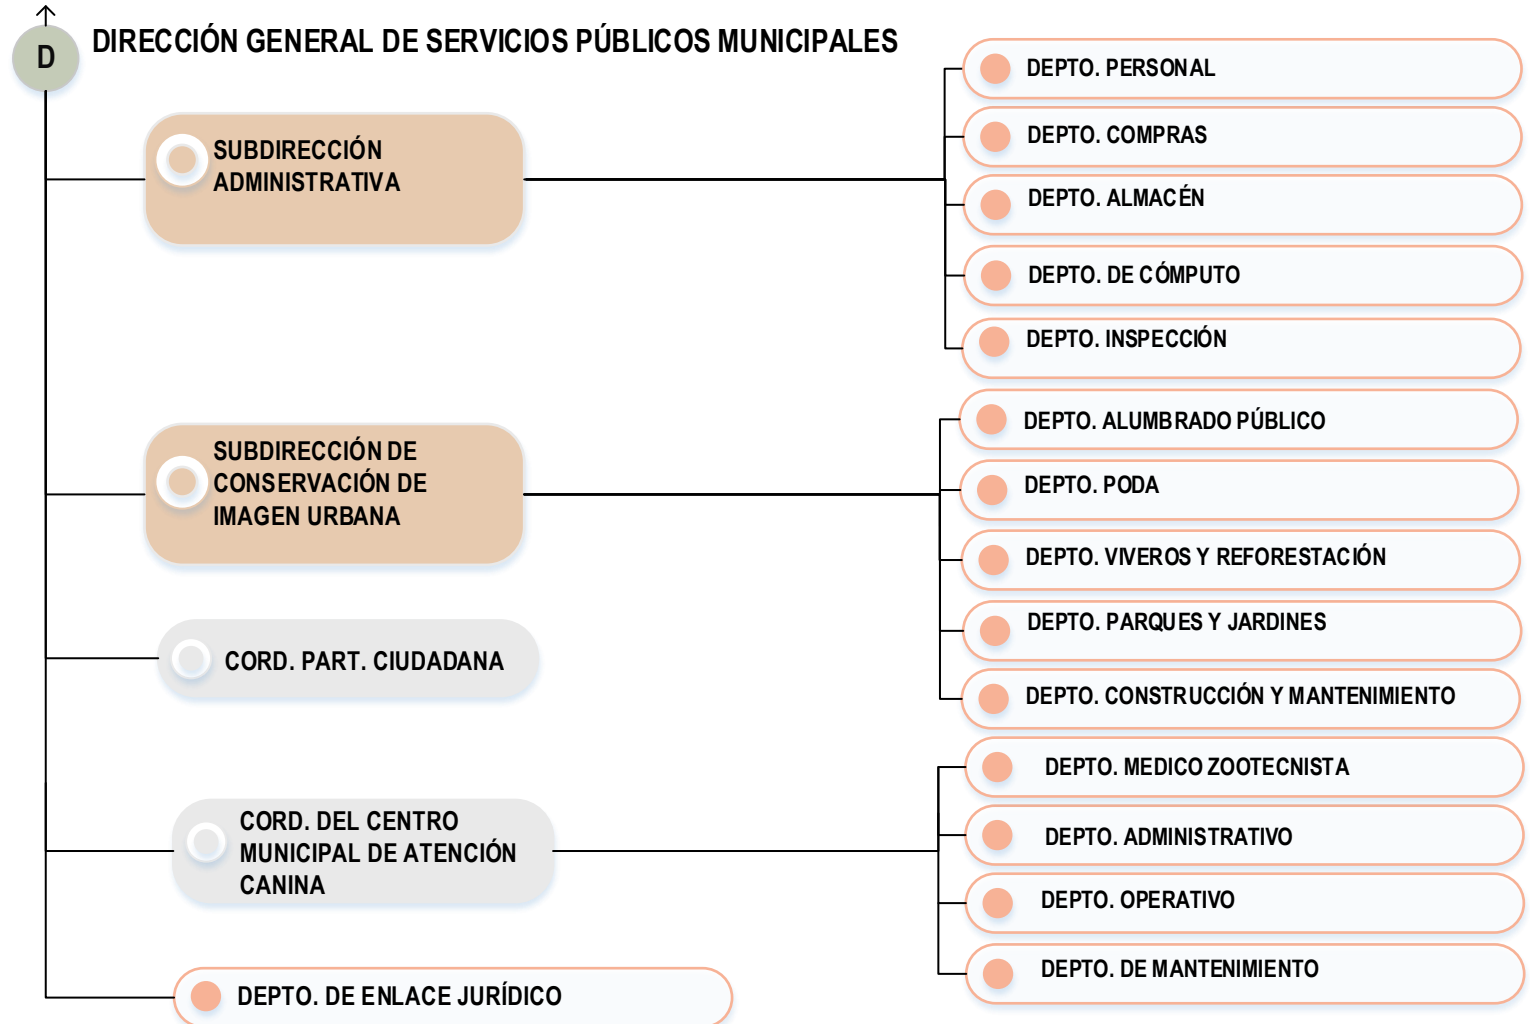 D
DIRECCIÓN GENERAL DE SERVICIOS PÚBLICOS MUNICIPALES
SUBDIRECCIÓN
ADMINISTRATIVA
DEPTO. PERSONAL
DEPTO. COMPRAS
DEPTO. ALMACÉN
DEPTO. DE CÓMPUTO
DEPTO. INSPECCIÓN
SUBDIRECCIÓN DE
CONSERVACIÓN DE
IMAGEN URBANA
DEPTO. ALUMBRADO PÚBLICO
DEPTO. PODA
DEPTO. VIVEROS Y REFORESTACIÓN
DEPTO. PARQUES Y JARDINES
DEPTO. CONSTRUCCIÓN Y MANTENIMIENTO
CORD. PART. CIUDADANA
CORD. DEL CENTRO
MUNICIPAL DE ATENCIÓN
CANINA
DEPTO. MEDICO ZOOTECNISTA
DEPTO. ADMINISTRATIVO
DEPTO. OPERATIVO
DEPTO. DE MANTENIMIENTO
DEPTO. DE ENLACE JURÍDICO